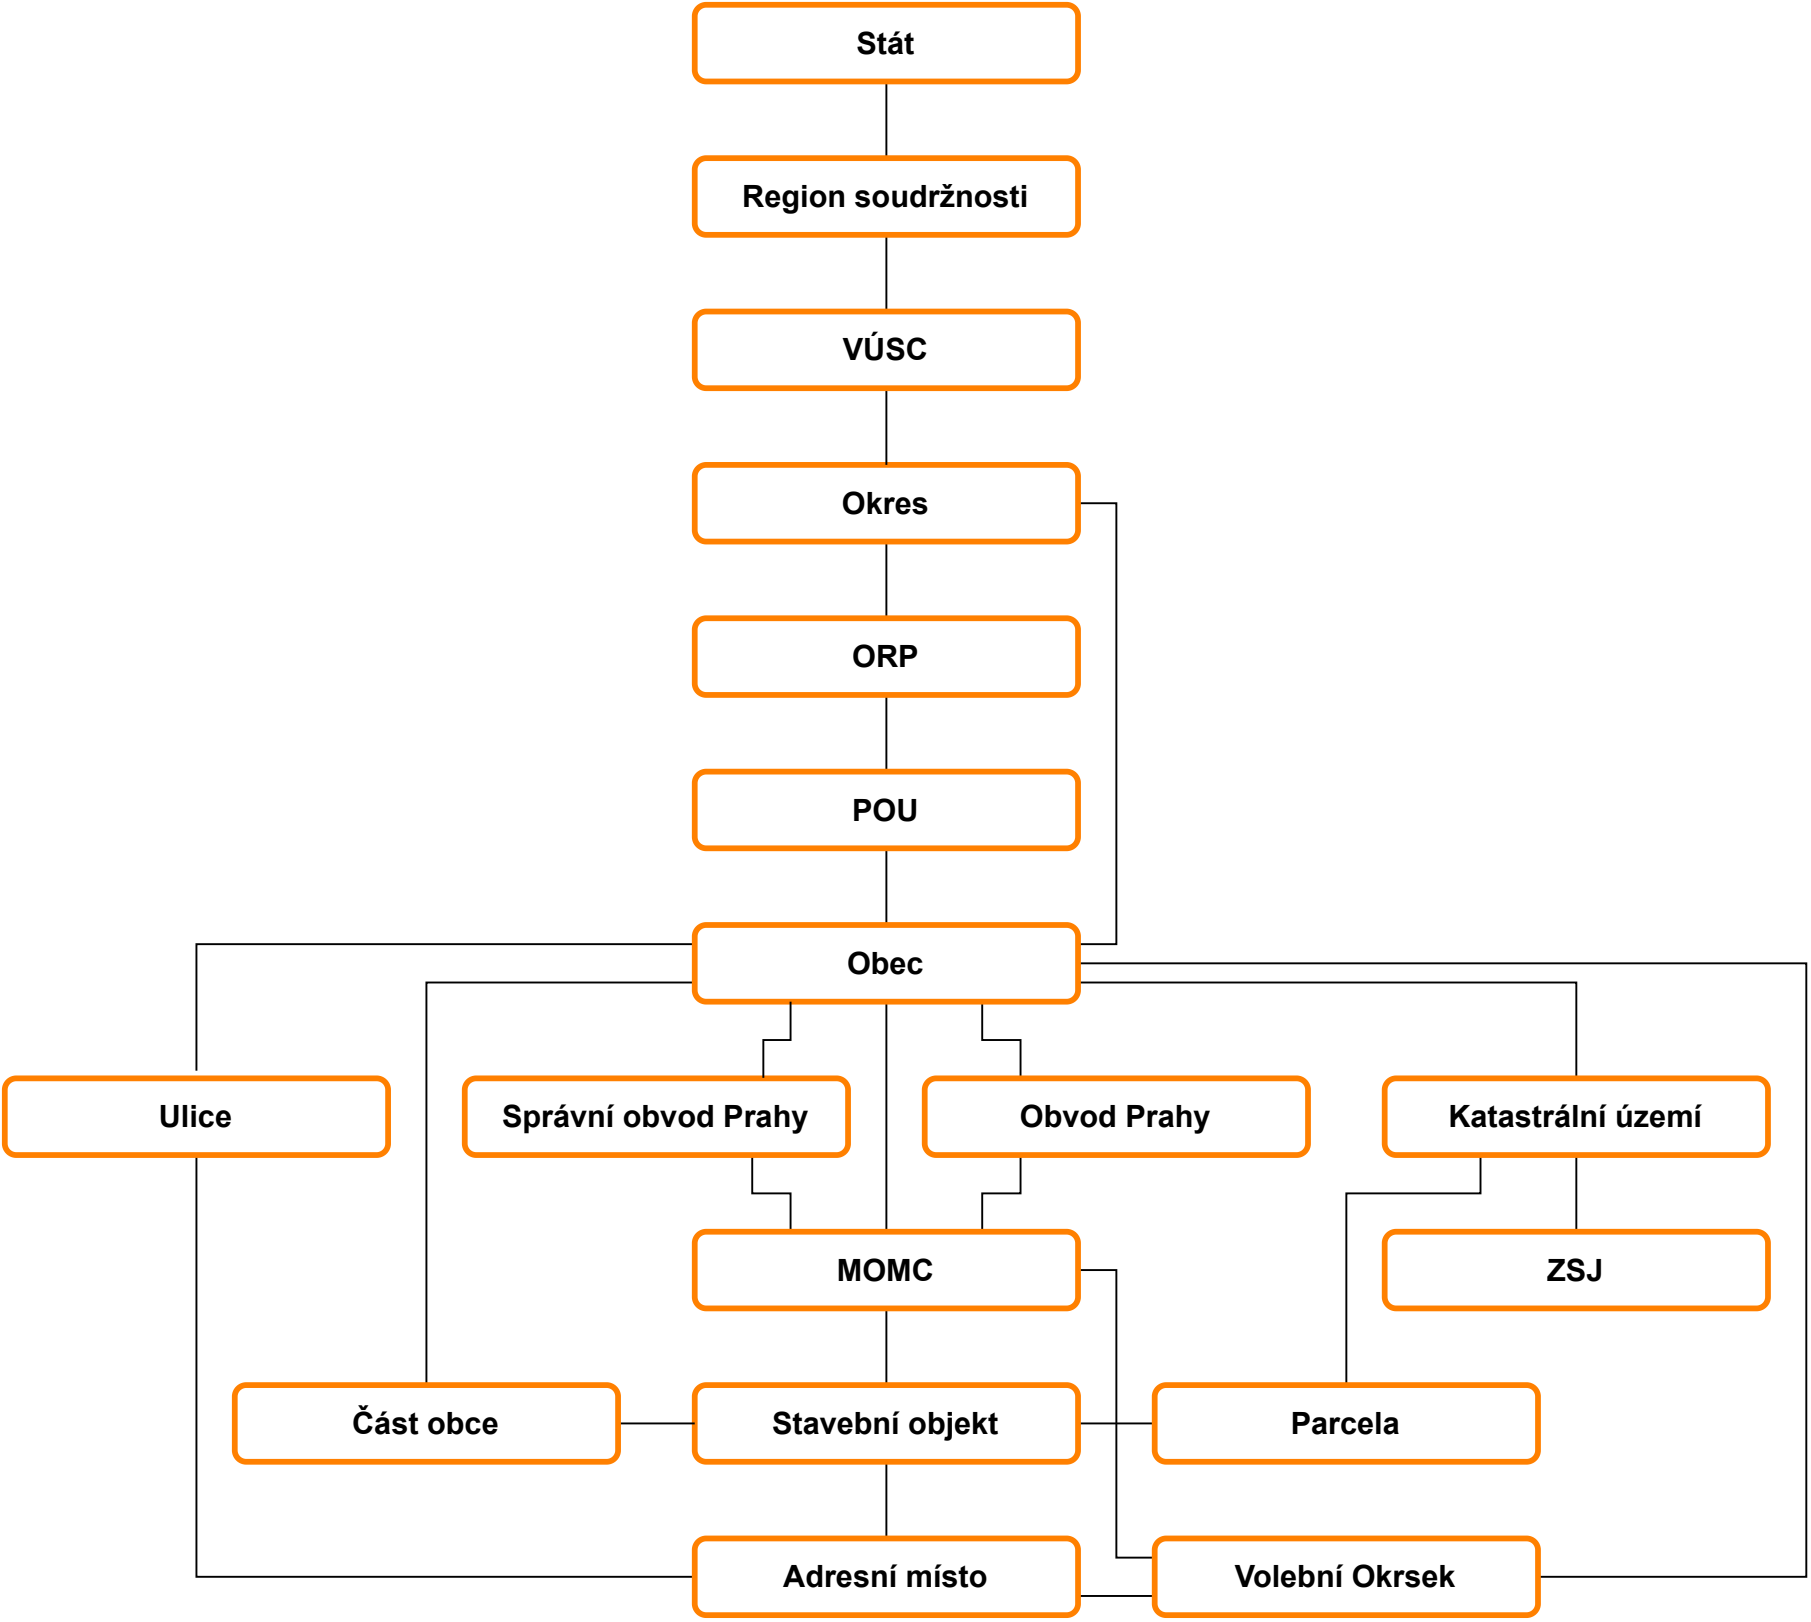 Stát
Region soudržnosti
VÚSC
Okres
ORP
POU
Obec
Ulice
Správní obvod Prahy
Obvod Prahy
Katastrální území
MOMC
ZSJ
Část obce
Stavební objekt
Parcela
Adresní místo
Volební Okrsek